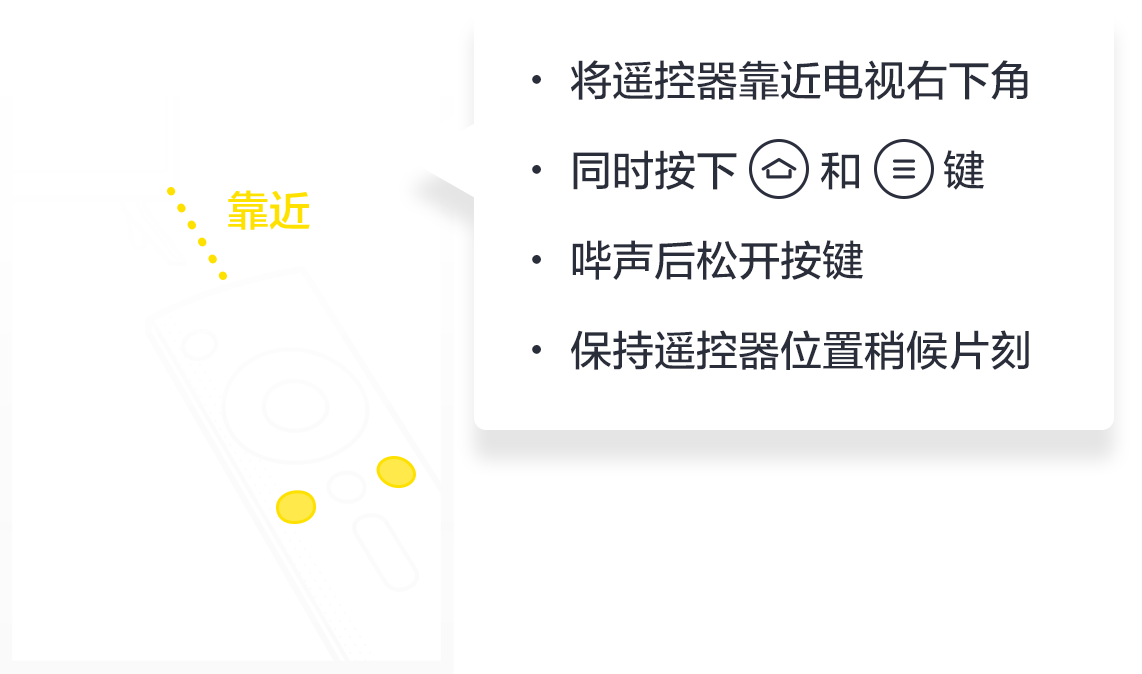 靠近
· 将遥控器靠近电视右下角
· 同时按下 和 键
· 哔声后松开按键
· 保持遥控器位置稍候片刻